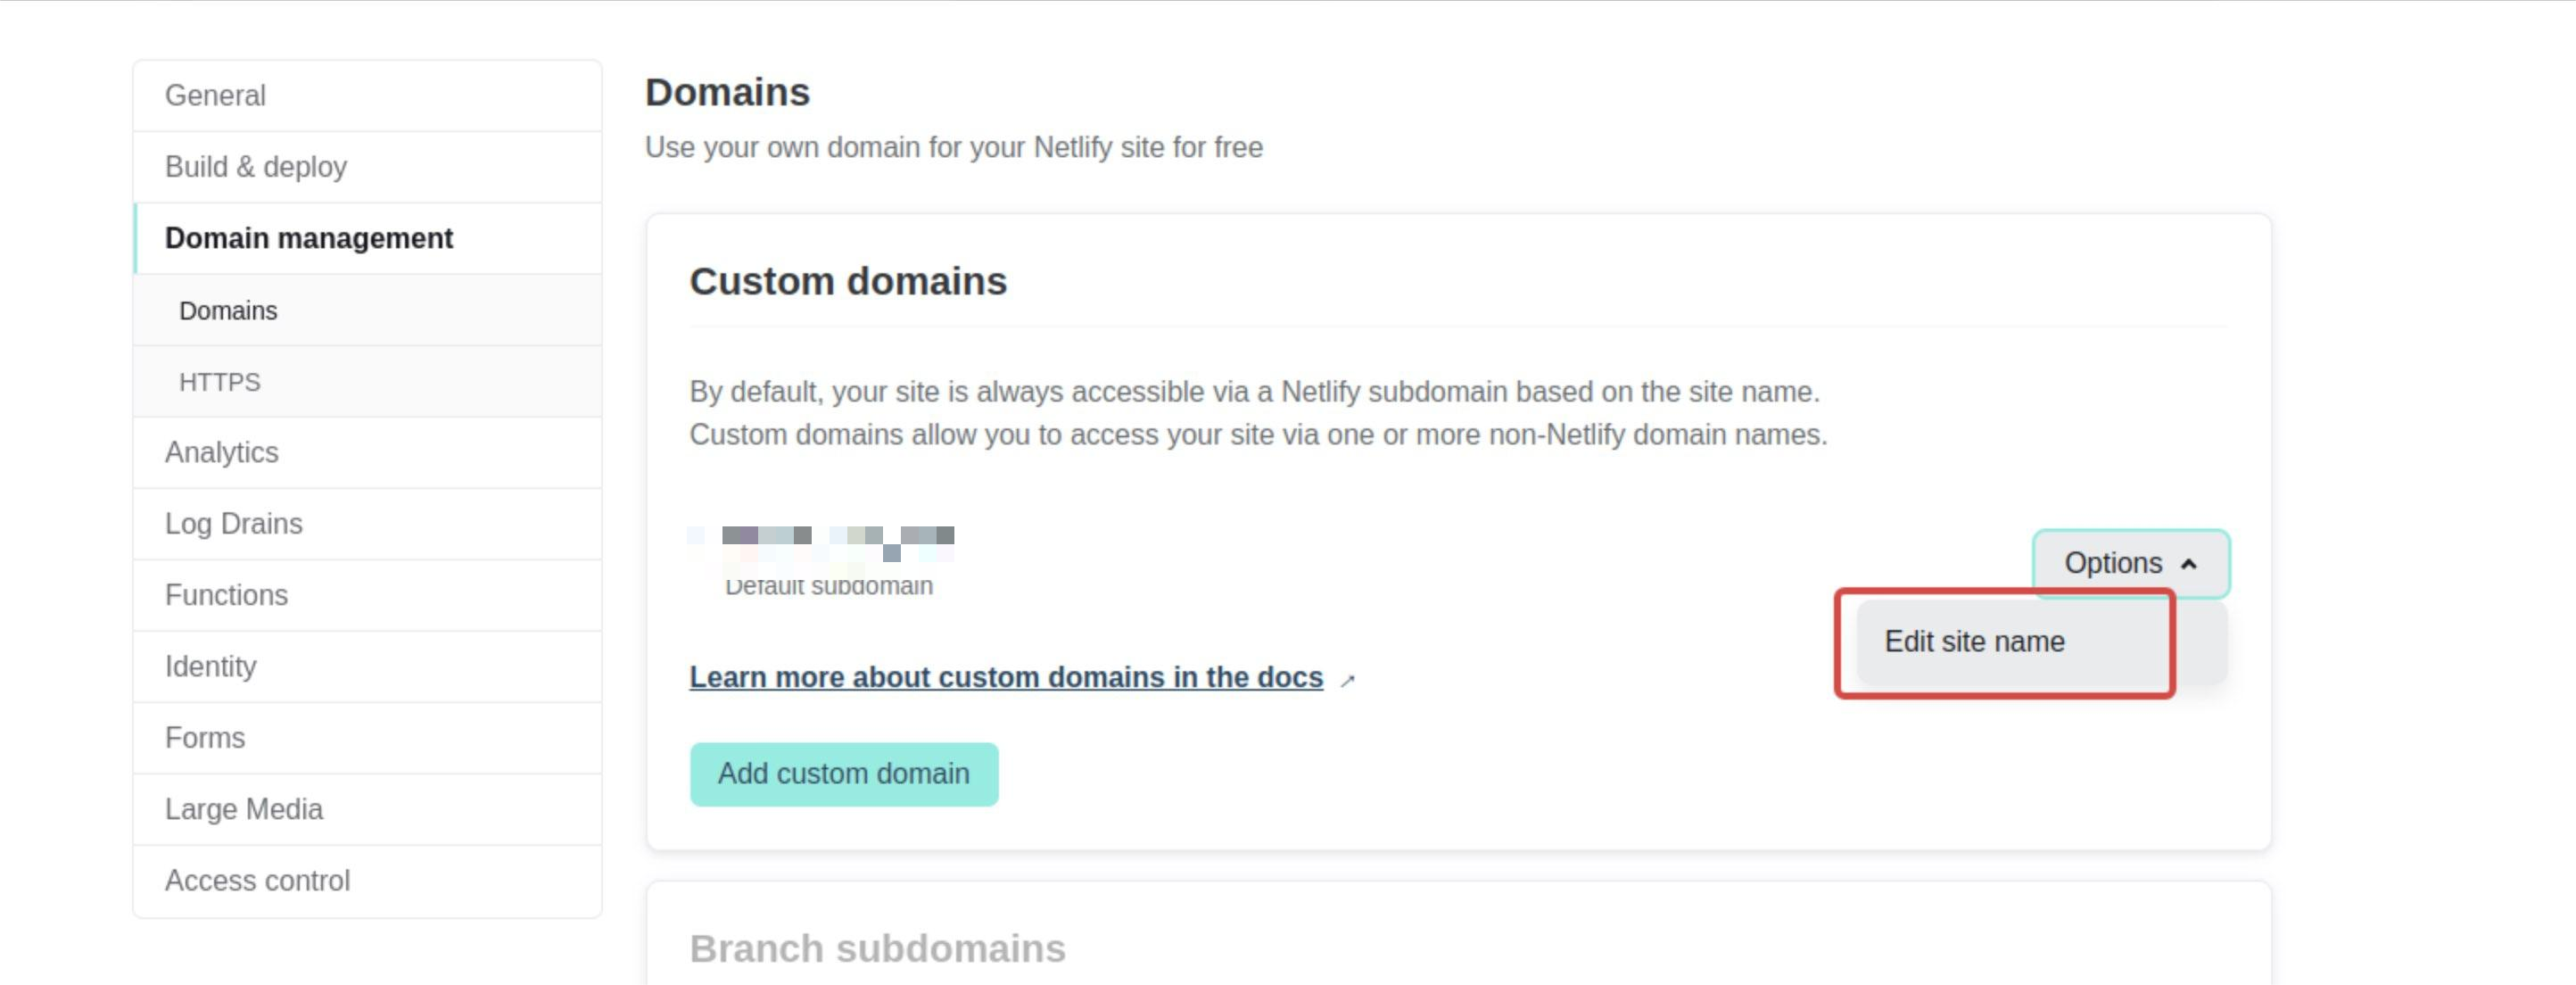 General
Build & deploy
Domain management
Domains
HTTPS
Analytics
Log Drains
Functions
Identity
Forms
Large Media
Access control
Domains
Use your own domain for your Netlify site for free
Custom domains
By default, your site is always accessible via a Netlify subdomain based on the site name.
Custom domains allow you to access your site via one or more non-Netlify domain names.
Default subdomain
Options
Edit site name
Learn more about custom domains in the docs
Add custom domain
Branch subdomains